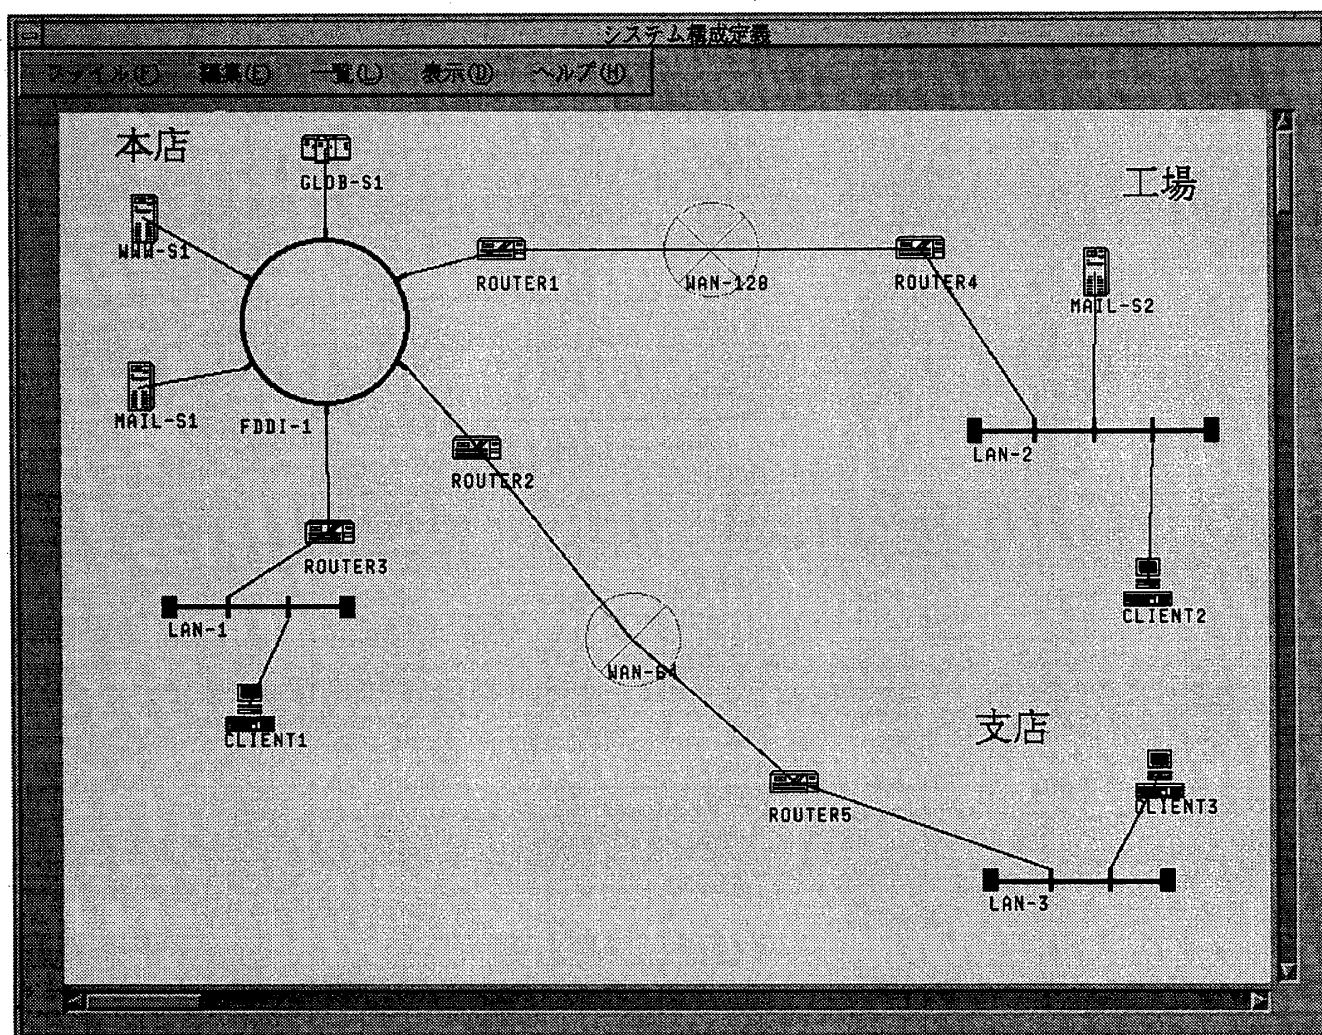 システム構成定義
ファイル(F) 編集(E) 一覧(L) 表示(D) ヘルプ(H)
本店
GLOB-S1
工場
WWW-S1
ROUTER1
WAN-128
ROUTER4
MAIL-S2
MAIL-S1
FDDI-1
ROUTER2
LAN-2
ROUTER3
LAN-1
CLIENT2
WAN-64
CLIENT1
支店
ROUTER5
CLIENT3
LAN-3